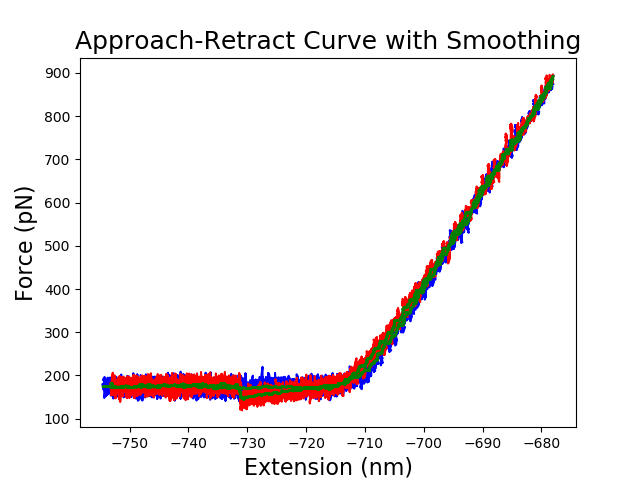 Approach-Retract Curve with Smoothing
900
800
700
600
500
400
300
200
100
Force (pN)
−750 −740 −730 −720 −710 −700 −690 −680
Extension (nm)